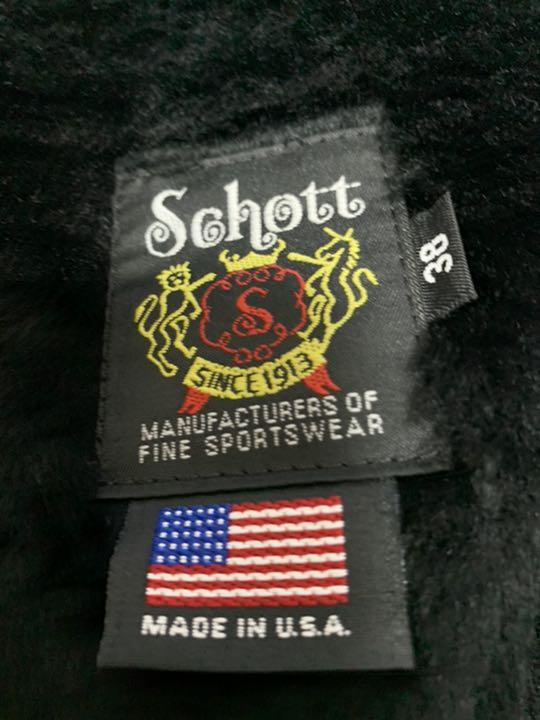 Schott
S
SINCE 1913
MANUFACTURERS OF
FINE SPORTSWEAR
38
MADE IN U.S.A.